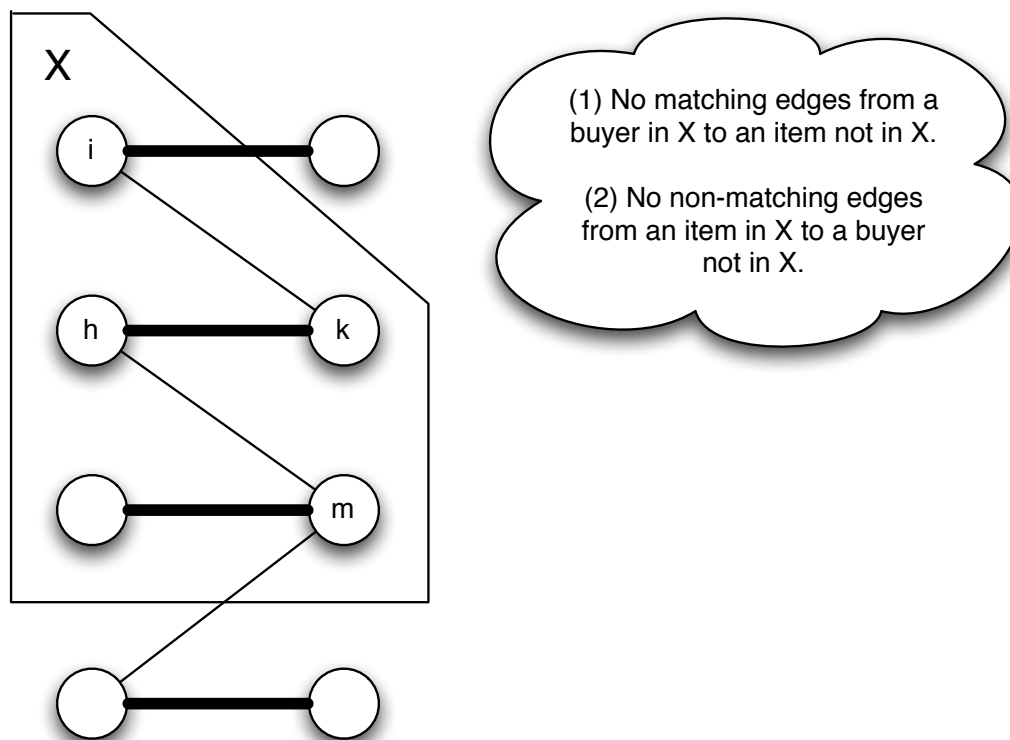 X
(1) No matching edges from a
buyer in X to an item not in X.
(2) No non-matching edges
from an item in X to a buyer
not in X.
i
h
k
m